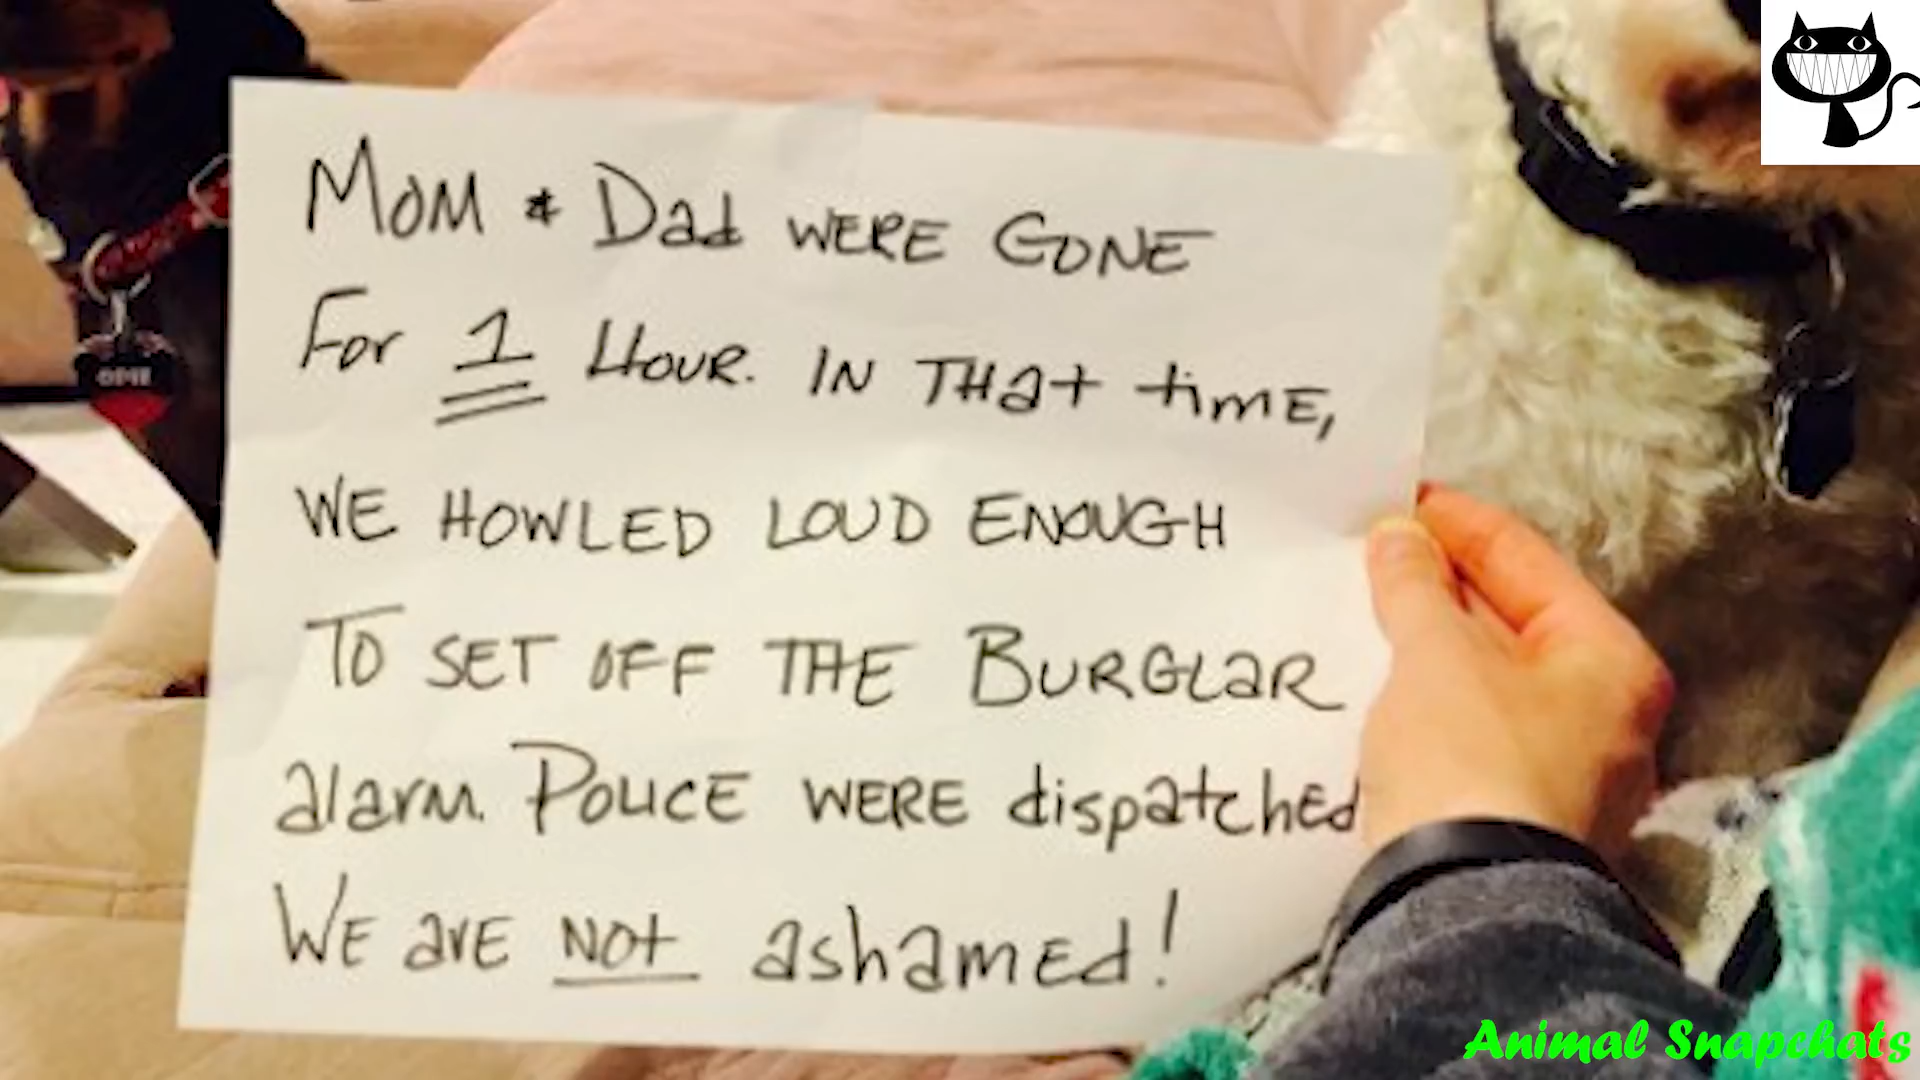 MOM & Dad WERE GONE
For 1 HOUR. IN THat timE,
WE HOWLED LOUD ENOUGH
TO SET OFF THE BURGLaR
alarm. POLICE WERE dispatchEd
WE arE NOt ashamEd!
Animal Snapchats